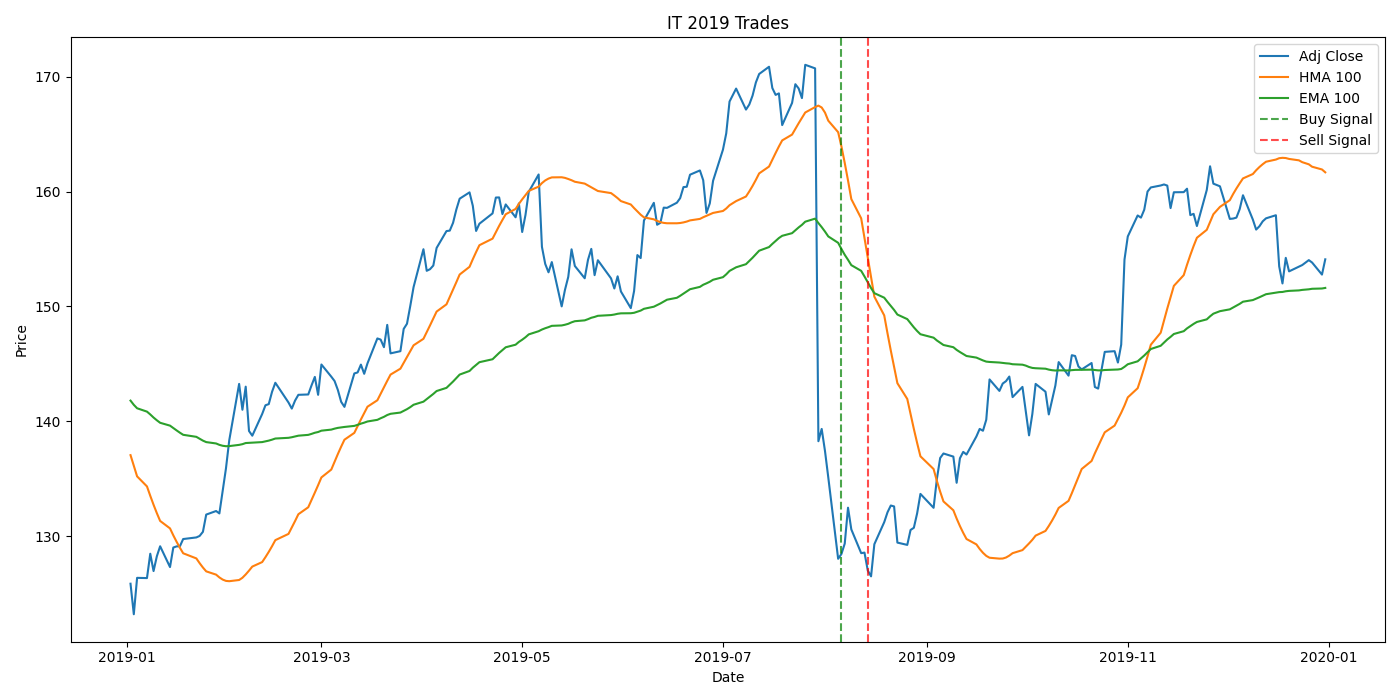 IT 2019 Trades
Adj Close
HMA 100
EMA 100
Buy Signal
Sell Signal
Price
170
160
150
140
130
2019-01
2019-03
2019-05
2019-07
2019-09
2019-11
2020-01
Date